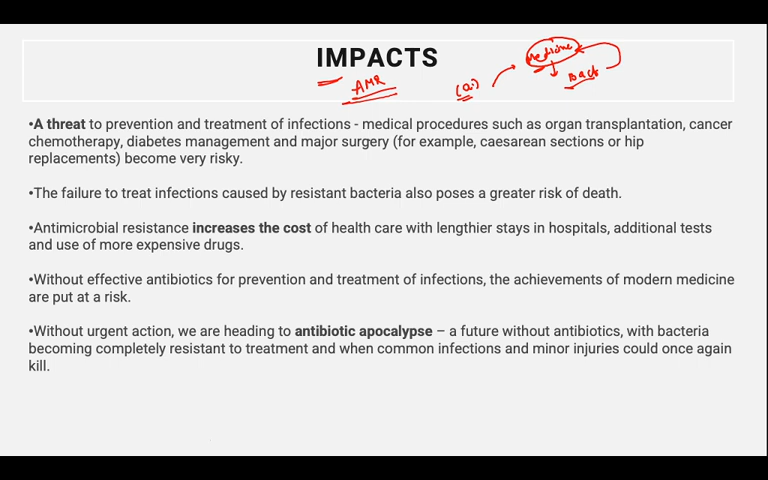 IMPACTS
AMR
(Q.)
Medicine
Bact
•A threat to prevention and treatment of infections - medical procedures such as organ transplantation, cancer
chemotherapy, diabetes management and major surgery (for example, caesarean sections or hip
replacements) become very risky.
•The failure to treat infections caused by resistant bacteria also poses a greater risk of death.
•Antimicrobial resistance increases the cost of health care with lengthier stays in hospitals, additional tests
and use of more expensive drugs.
•Without effective antibiotics for prevention and treatment of infections, the achievements of modern medicine
are put at a risk.
•Without urgent action, we are heading to antibiotic apocalypse – a future without antibiotics, with bacteria
becoming completely resistant to treatment and when common infections and minor injuries could once again
kill.